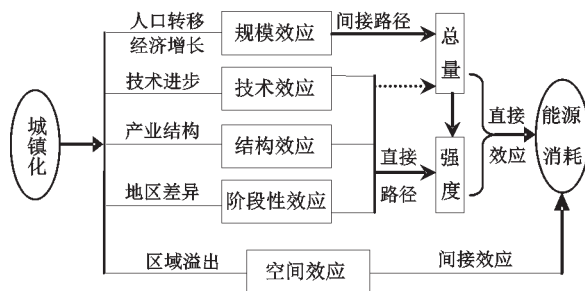 城镇化
人口转移
经济增长
规模效应
间接路径
总量
技术进步
技术效应
产业结构
结构效应
直接
路径
强度
地区差异
阶段性效应
直接
效应
能源
消耗
区域溢出
空间效应
间接效应